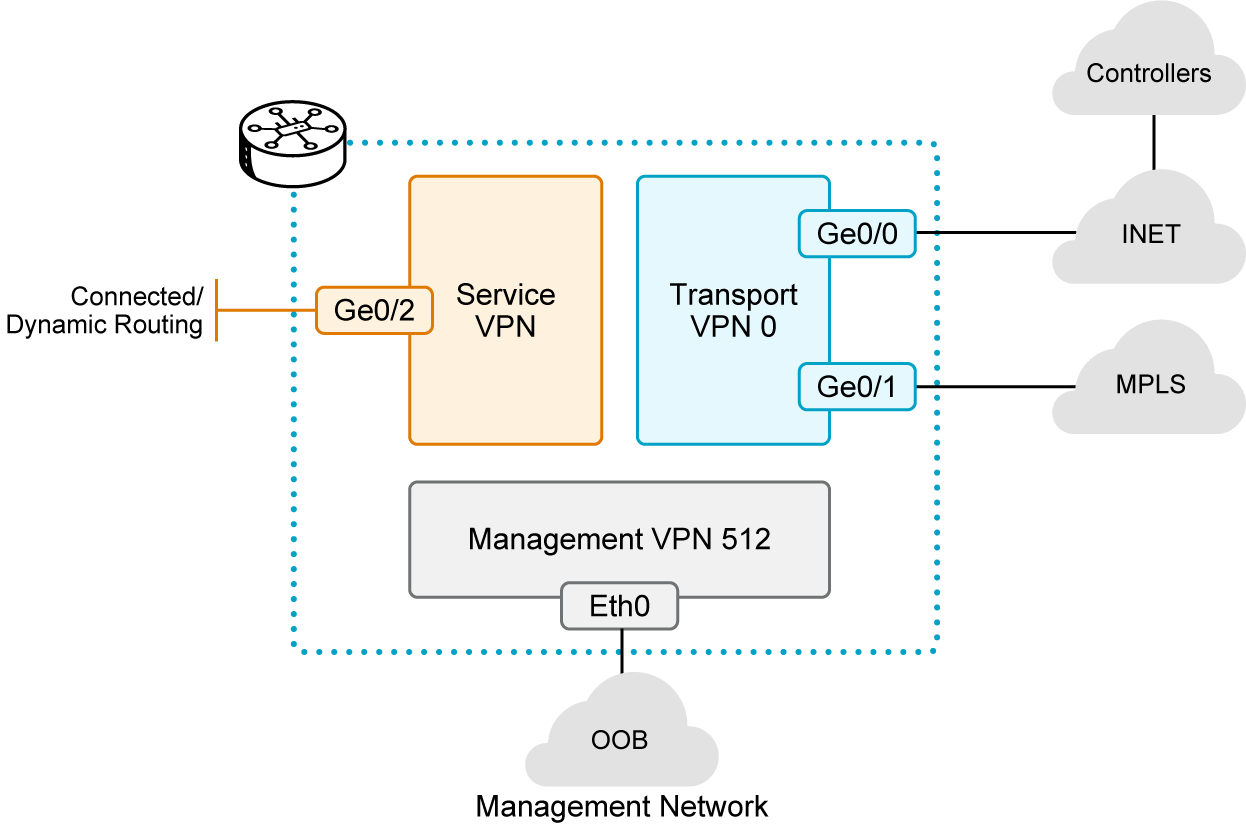 Controllers
Ge0/0
INET
Connected/
Dynamic Routing
Ge0/2
Service
VPN
Transport
VPN 0
Ge0/1
MPLS
Management VPN 512
Eth0
OOB
Management Network